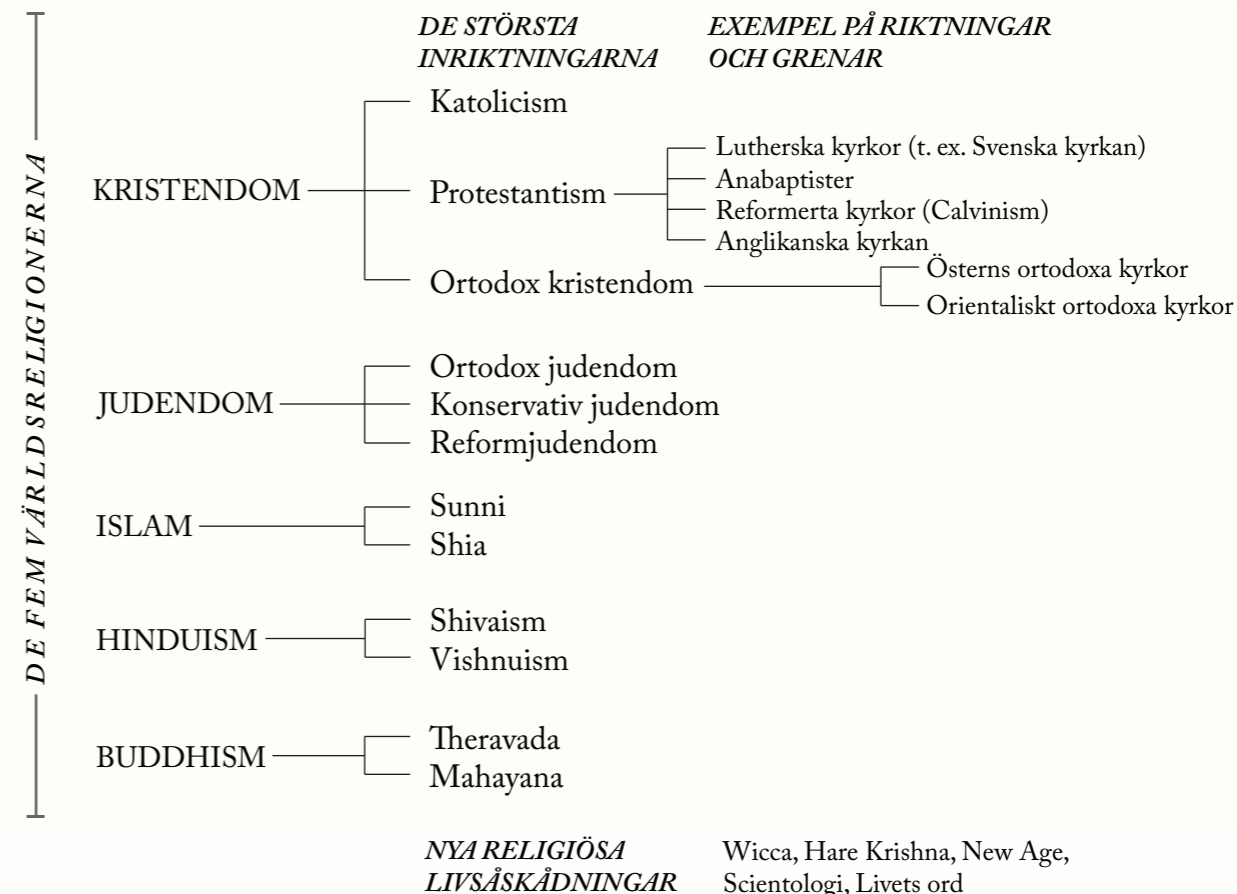 DE STÖRSTA
INRIKTNINGARNA
EXEMPEL PÅ RIKTNINGAR
OCH GRENAR
DE FEM VÄRLDSRELIGIONERNA
KRISTENDOM
Katolicism
Protestantism
Lutherska kyrkor (t. ex. Svenska kyrkan)
Anabaptister
Reformerta kyrkor (Calvinism)
Anglikanska kyrkan
Ortodox kristendom
Österns ortodoxa kyrkor
Orientaliskt ortodoxa kyrkor
JUDENDOM
Ortodox judendom
Konservativ judendom
Reformjudendom
ISLAM
Sunni
Shia
HINDUISM
Shivaism
Vishnuism
BUDDHISM
Theravada
Mahayana
NYA RELIGIÖSA
LIVSÅSKÅDNINGAR
Wicca, Hare Krishna, New Age,
Scientologi, Livets ord